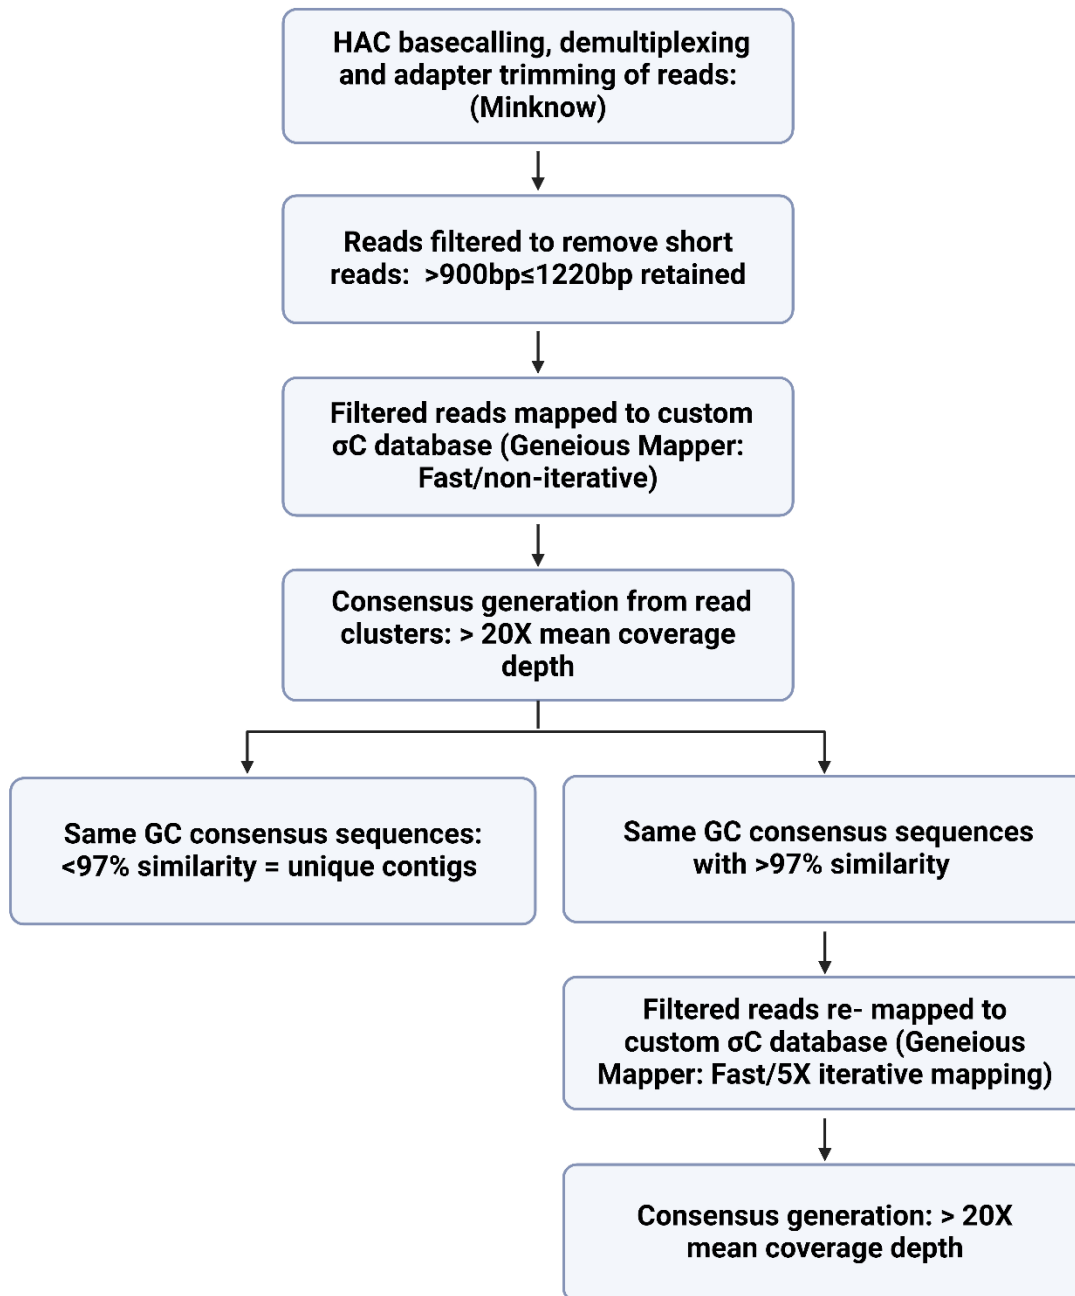 HAC basecalling, demultiplexing
and adapter trimming of reads:
(Minknow)
Reads filtered to remove short
reads:  >900bp≤1220bp retained
Filtered reads mapped to custom
σC database (Geneious Mapper:
Fast/non-iterative)
Consensus generation from read
clusters: > 20X mean coverage
depth
Same GC consensus sequences:
<97% similarity = unique contigs
Same GC consensus sequences
with >97% similarity
Filtered reads re- mapped to
custom σC database (Geneious
Mapper: Fast/5X iterative mapping)
Consensus generation: > 20X
mean coverage depth